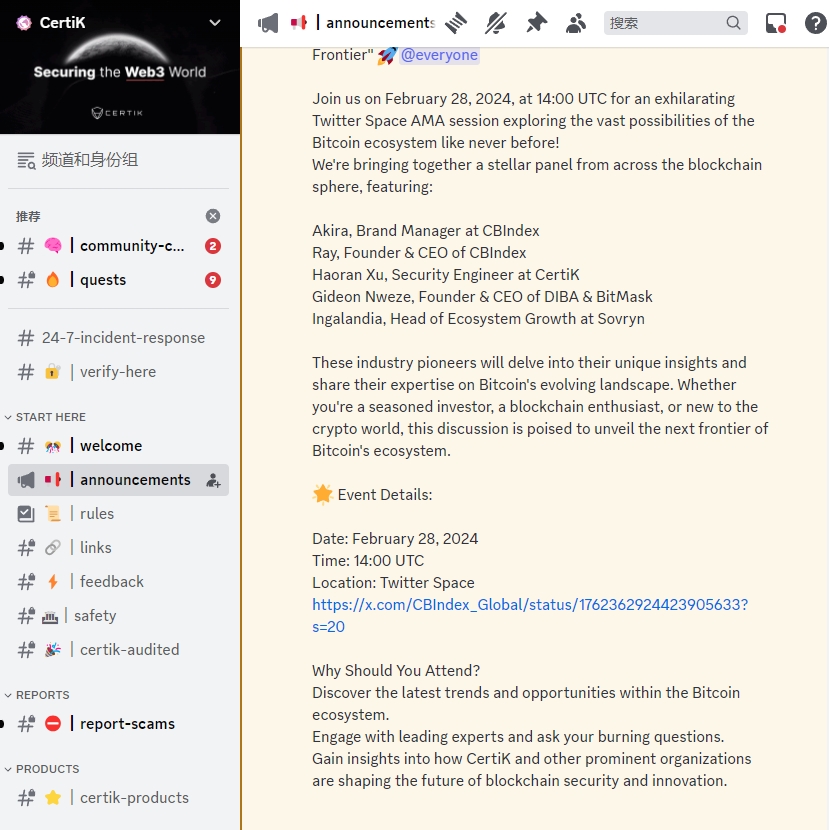 CertiK
Securing the Web3 World
CERTIK
频道和身份组
推荐
community-c... 2
quests 9
24-7-incident-response
verify-here
START HERE
welcome
announcements
rules
links
feedback
safety
certik-audited
REPORTS
report-scams
PRODUCTS
certik-products
announcements
搜索
Frontier" 🚀 @everyone
Join us on February 28, 2024, at 14:00 UTC for an exhilarating
Twitter Space AMA session exploring the vast possibilities of the
Bitcoin ecosystem like never before!
We're bringing together a stellar panel from across the blockchain
sphere, featuring:
Akira, Brand Manager at CBIndex
Ray, Founder & CEO of CBIndex
Haoran Xu, Security Engineer at CertiK
Gideon Nweze, Founder & CEO of DIBA & BitMask
Ingalandia, Head of Ecosystem Growth at Sovryn
These industry pioneers will delve into their unique insights and
share their expertise on Bitcoin's evolving landscape. Whether
you're a seasoned investor, a blockchain enthusiast, or new to the
crypto world, this discussion is poised to unveil the next frontier of
Bitcoin's ecosystem.
🌟 Event Details:
Date: February 28, 2024
Time: 14:00 UTC
Location: Twitter Space
https://x.com/CBIndex_Global/status/1762362924423905633?
s=20
Why Should You Attend?
Discover the latest trends and opportunities within the Bitcoin
ecosystem.
Engage with leading experts and ask your burning questions.
Gain insights into how CertiK and other prominent organizations
are shaping the future of blockchain security and innovation.